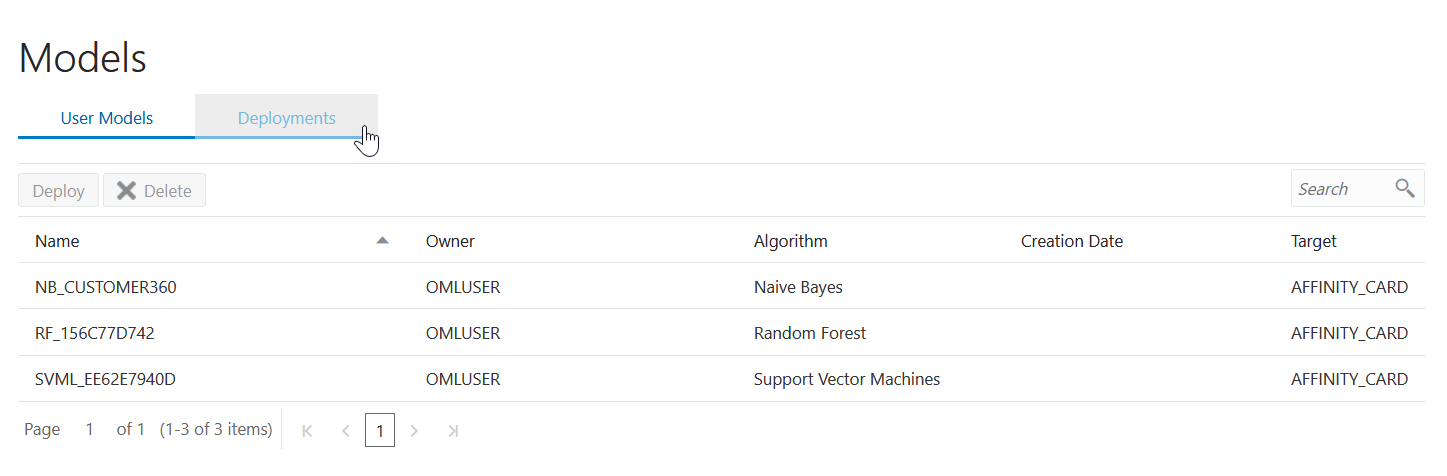 Models
User Models Deployments
Deploy Delete Search
Name Owner Algorithm Creation Date Target
NB_CUSTOMER360 OMLUSER Naive Bayes AFFINITY_CARD
RF_156C77D742 OMLUSER Random Forest AFFINITY_CARD
SVML_EE62E7940D OMLUSER Support Vector Machines AFFINITY_CARD
Page 1 of 1 (1-3 of 3 items) 1